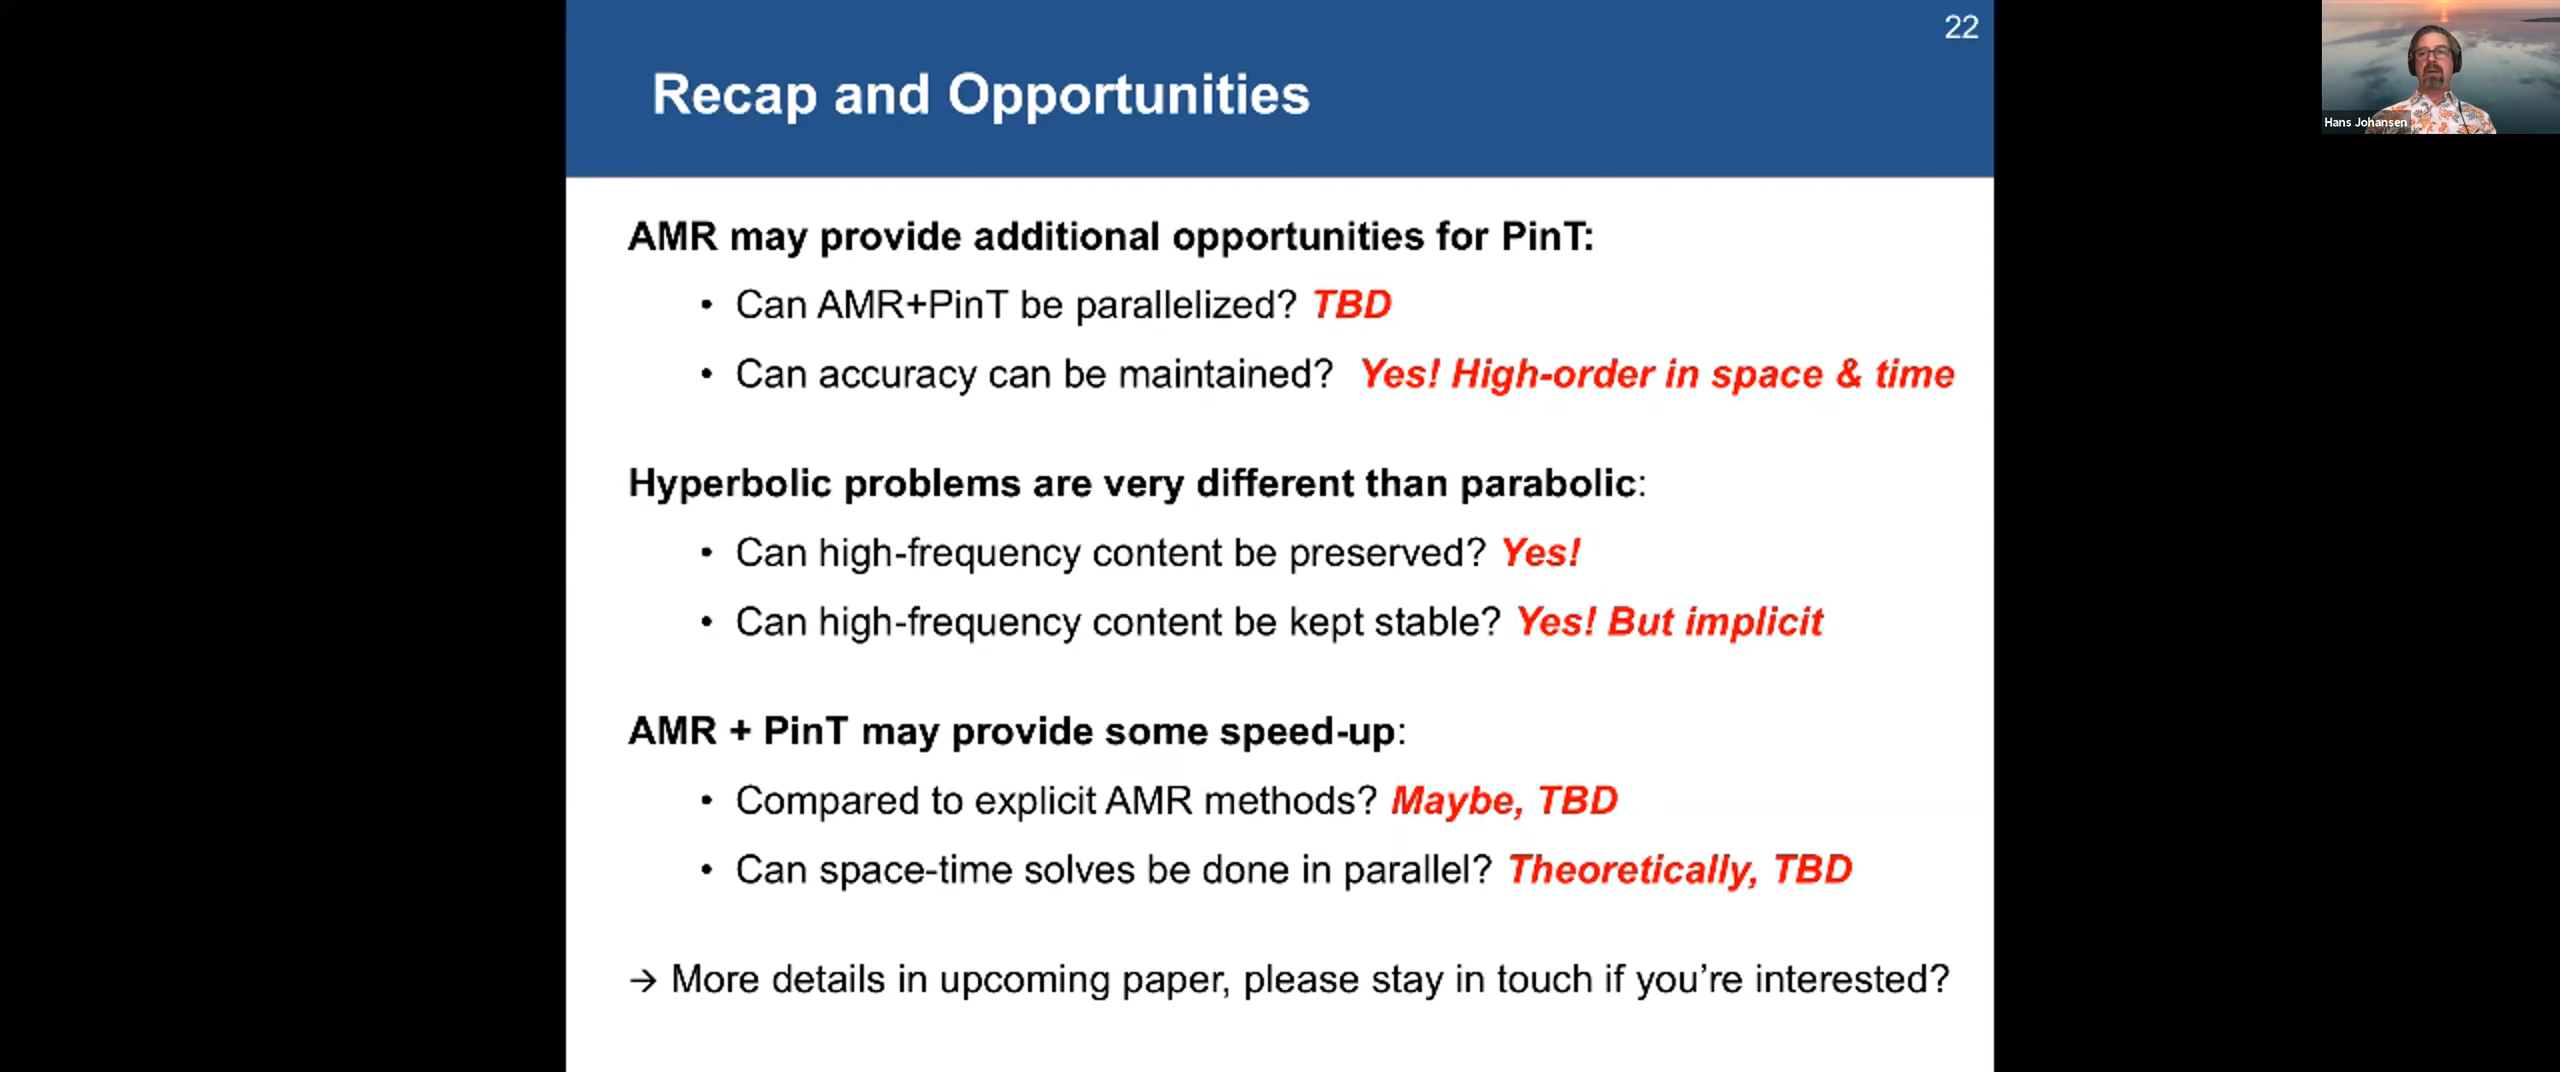 22
Hans Johansen
Recap and Opportunities
AMR may provide additional opportunities for PinT:
• Can AMR+PinT be parallelized? TBD
• Can accuracy can be maintained? Yes! High-order in space & time
Hyperbolic problems are very different than parabolic:
• Can high-frequency content be preserved? Yes!
• Can high-frequency content be kept stable? Yes! But implicit
AMR + PinT may provide some speed-up:
• Compared to explicit AMR methods? Maybe, TBD
• Can space-time solves be done in parallel? Theoretically, TBD
→ More details in upcoming paper, please stay in touch if you’re interested?